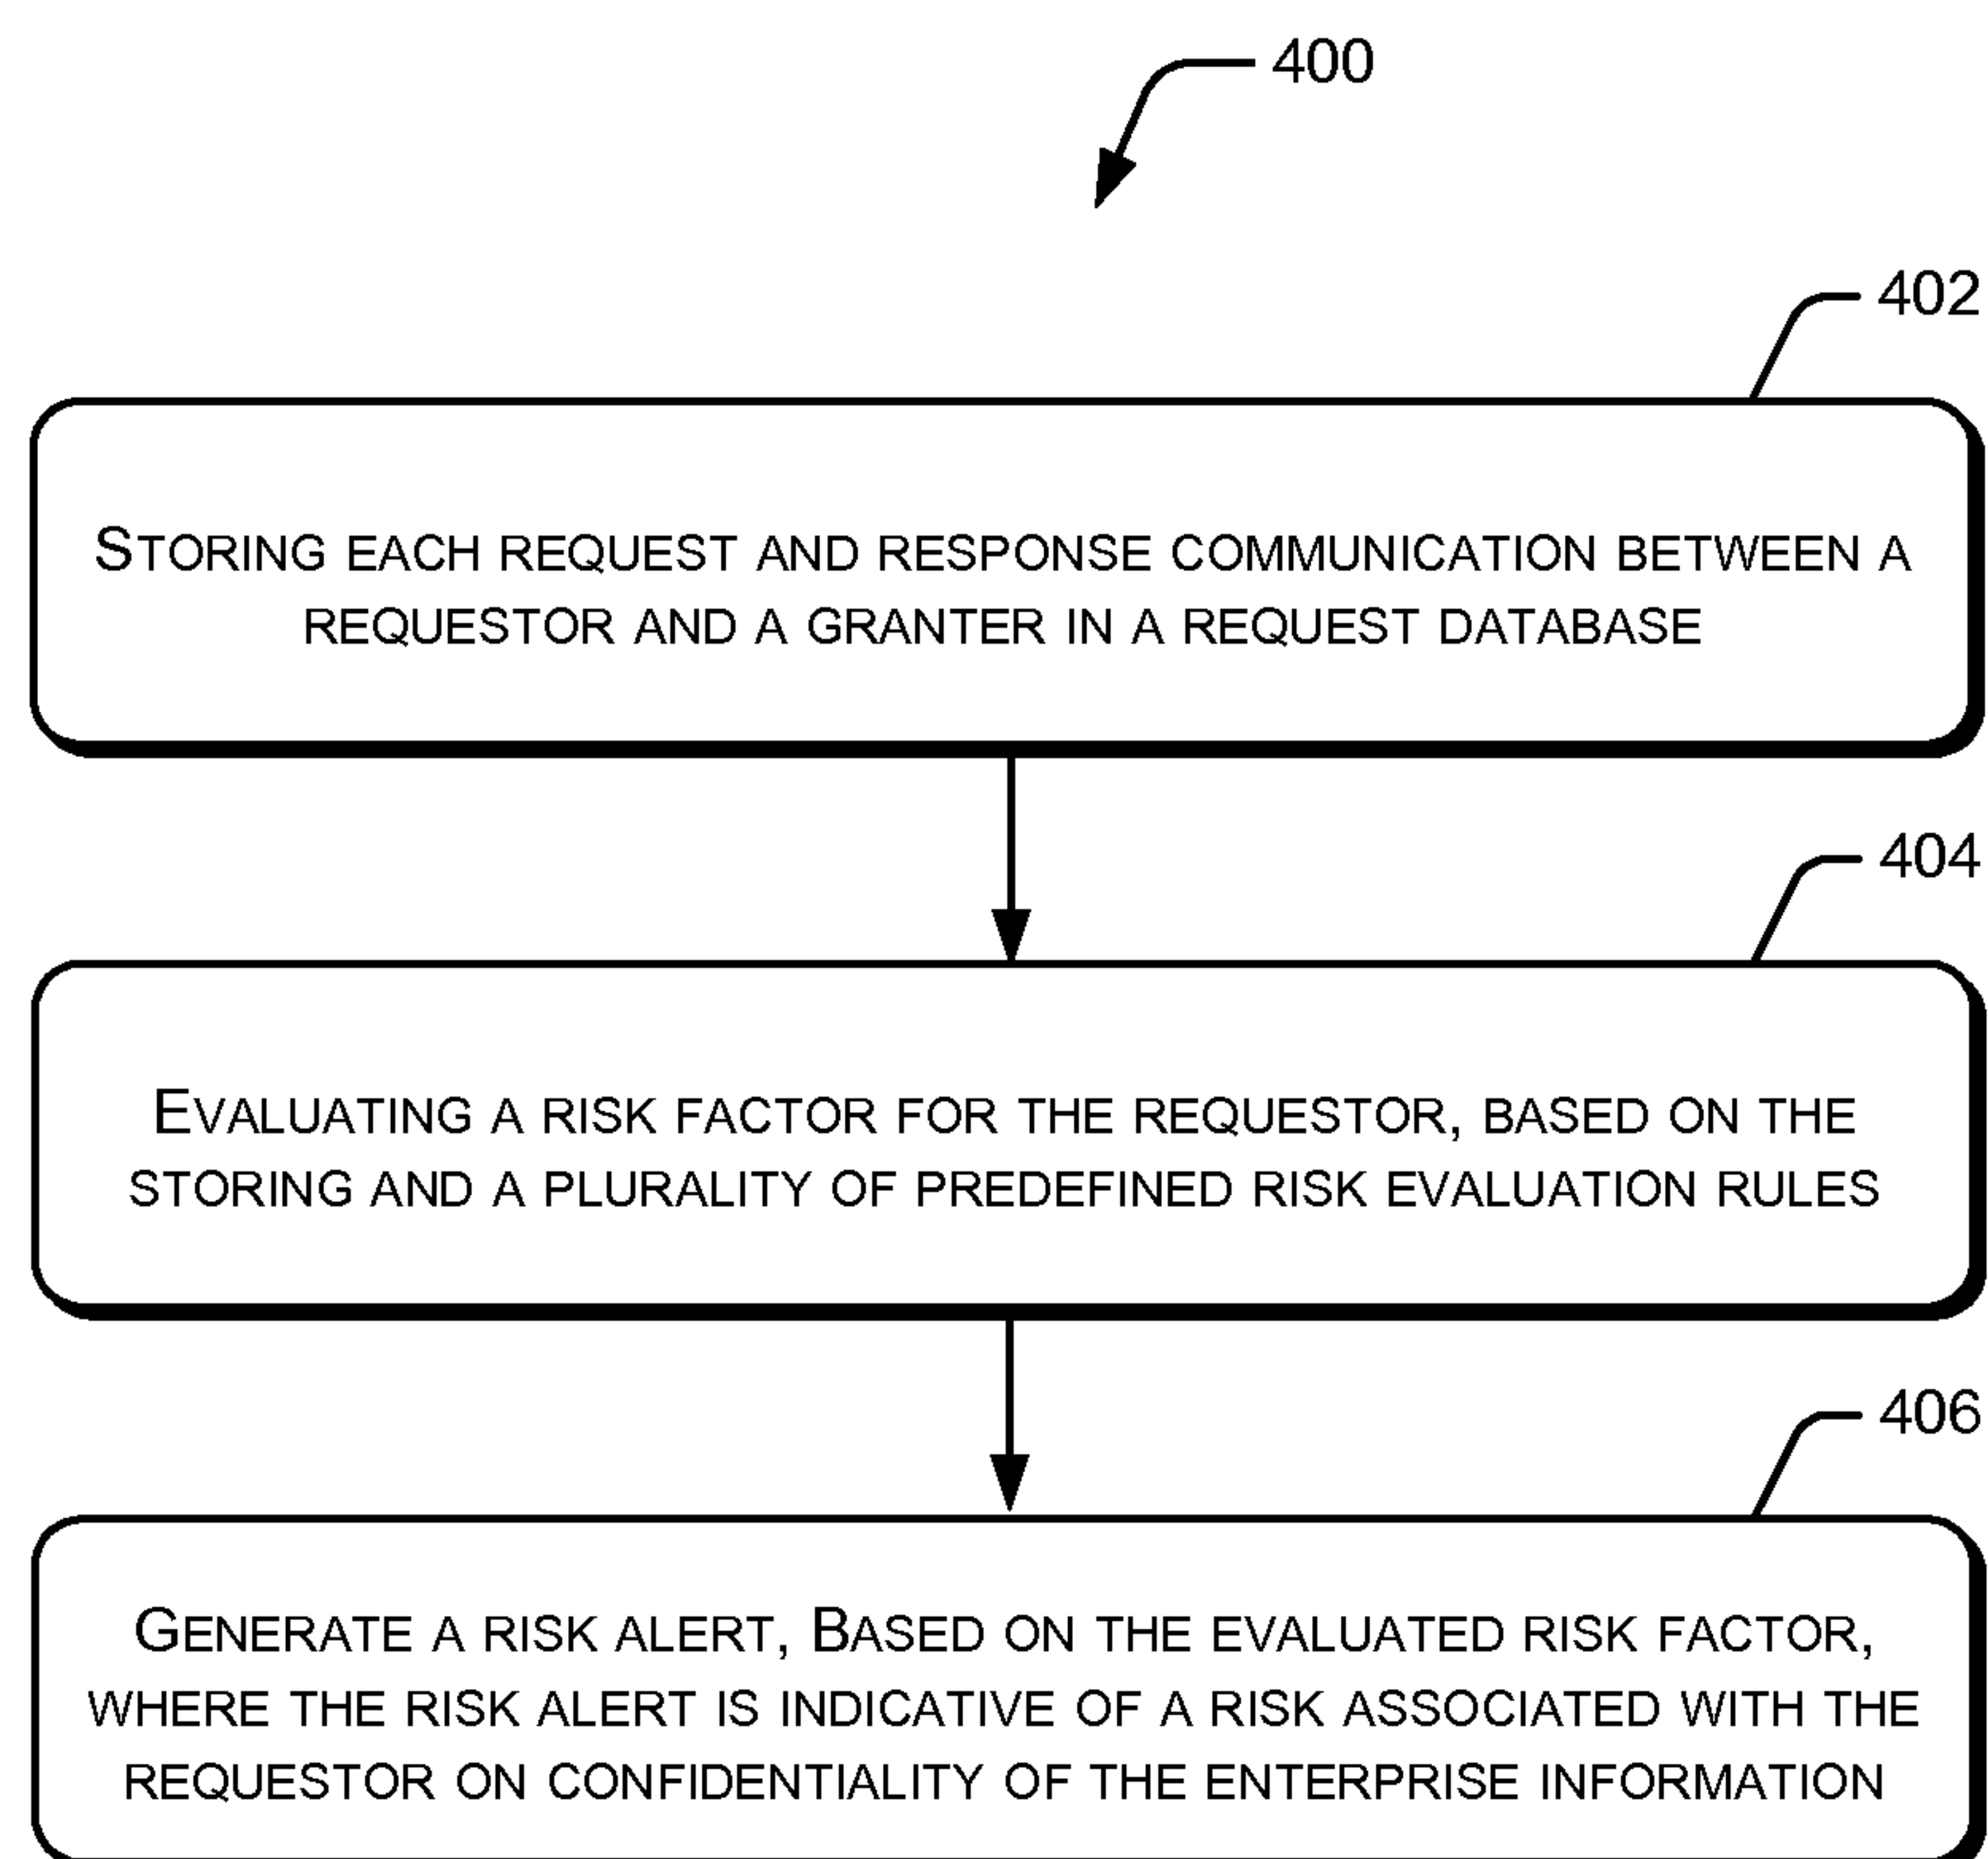 400
402
Storing each request and response communication between a
requestor and a granter in a request database
404
Evaluating a risk factor for the requestor, based on the
storing and a plurality of predefined risk evaluation rules
406
Generate a risk alert, Based on the evaluated risk factor,
where the risk alert is indicative of a risk associated with the
requestor on confidentiality of the enterprise information